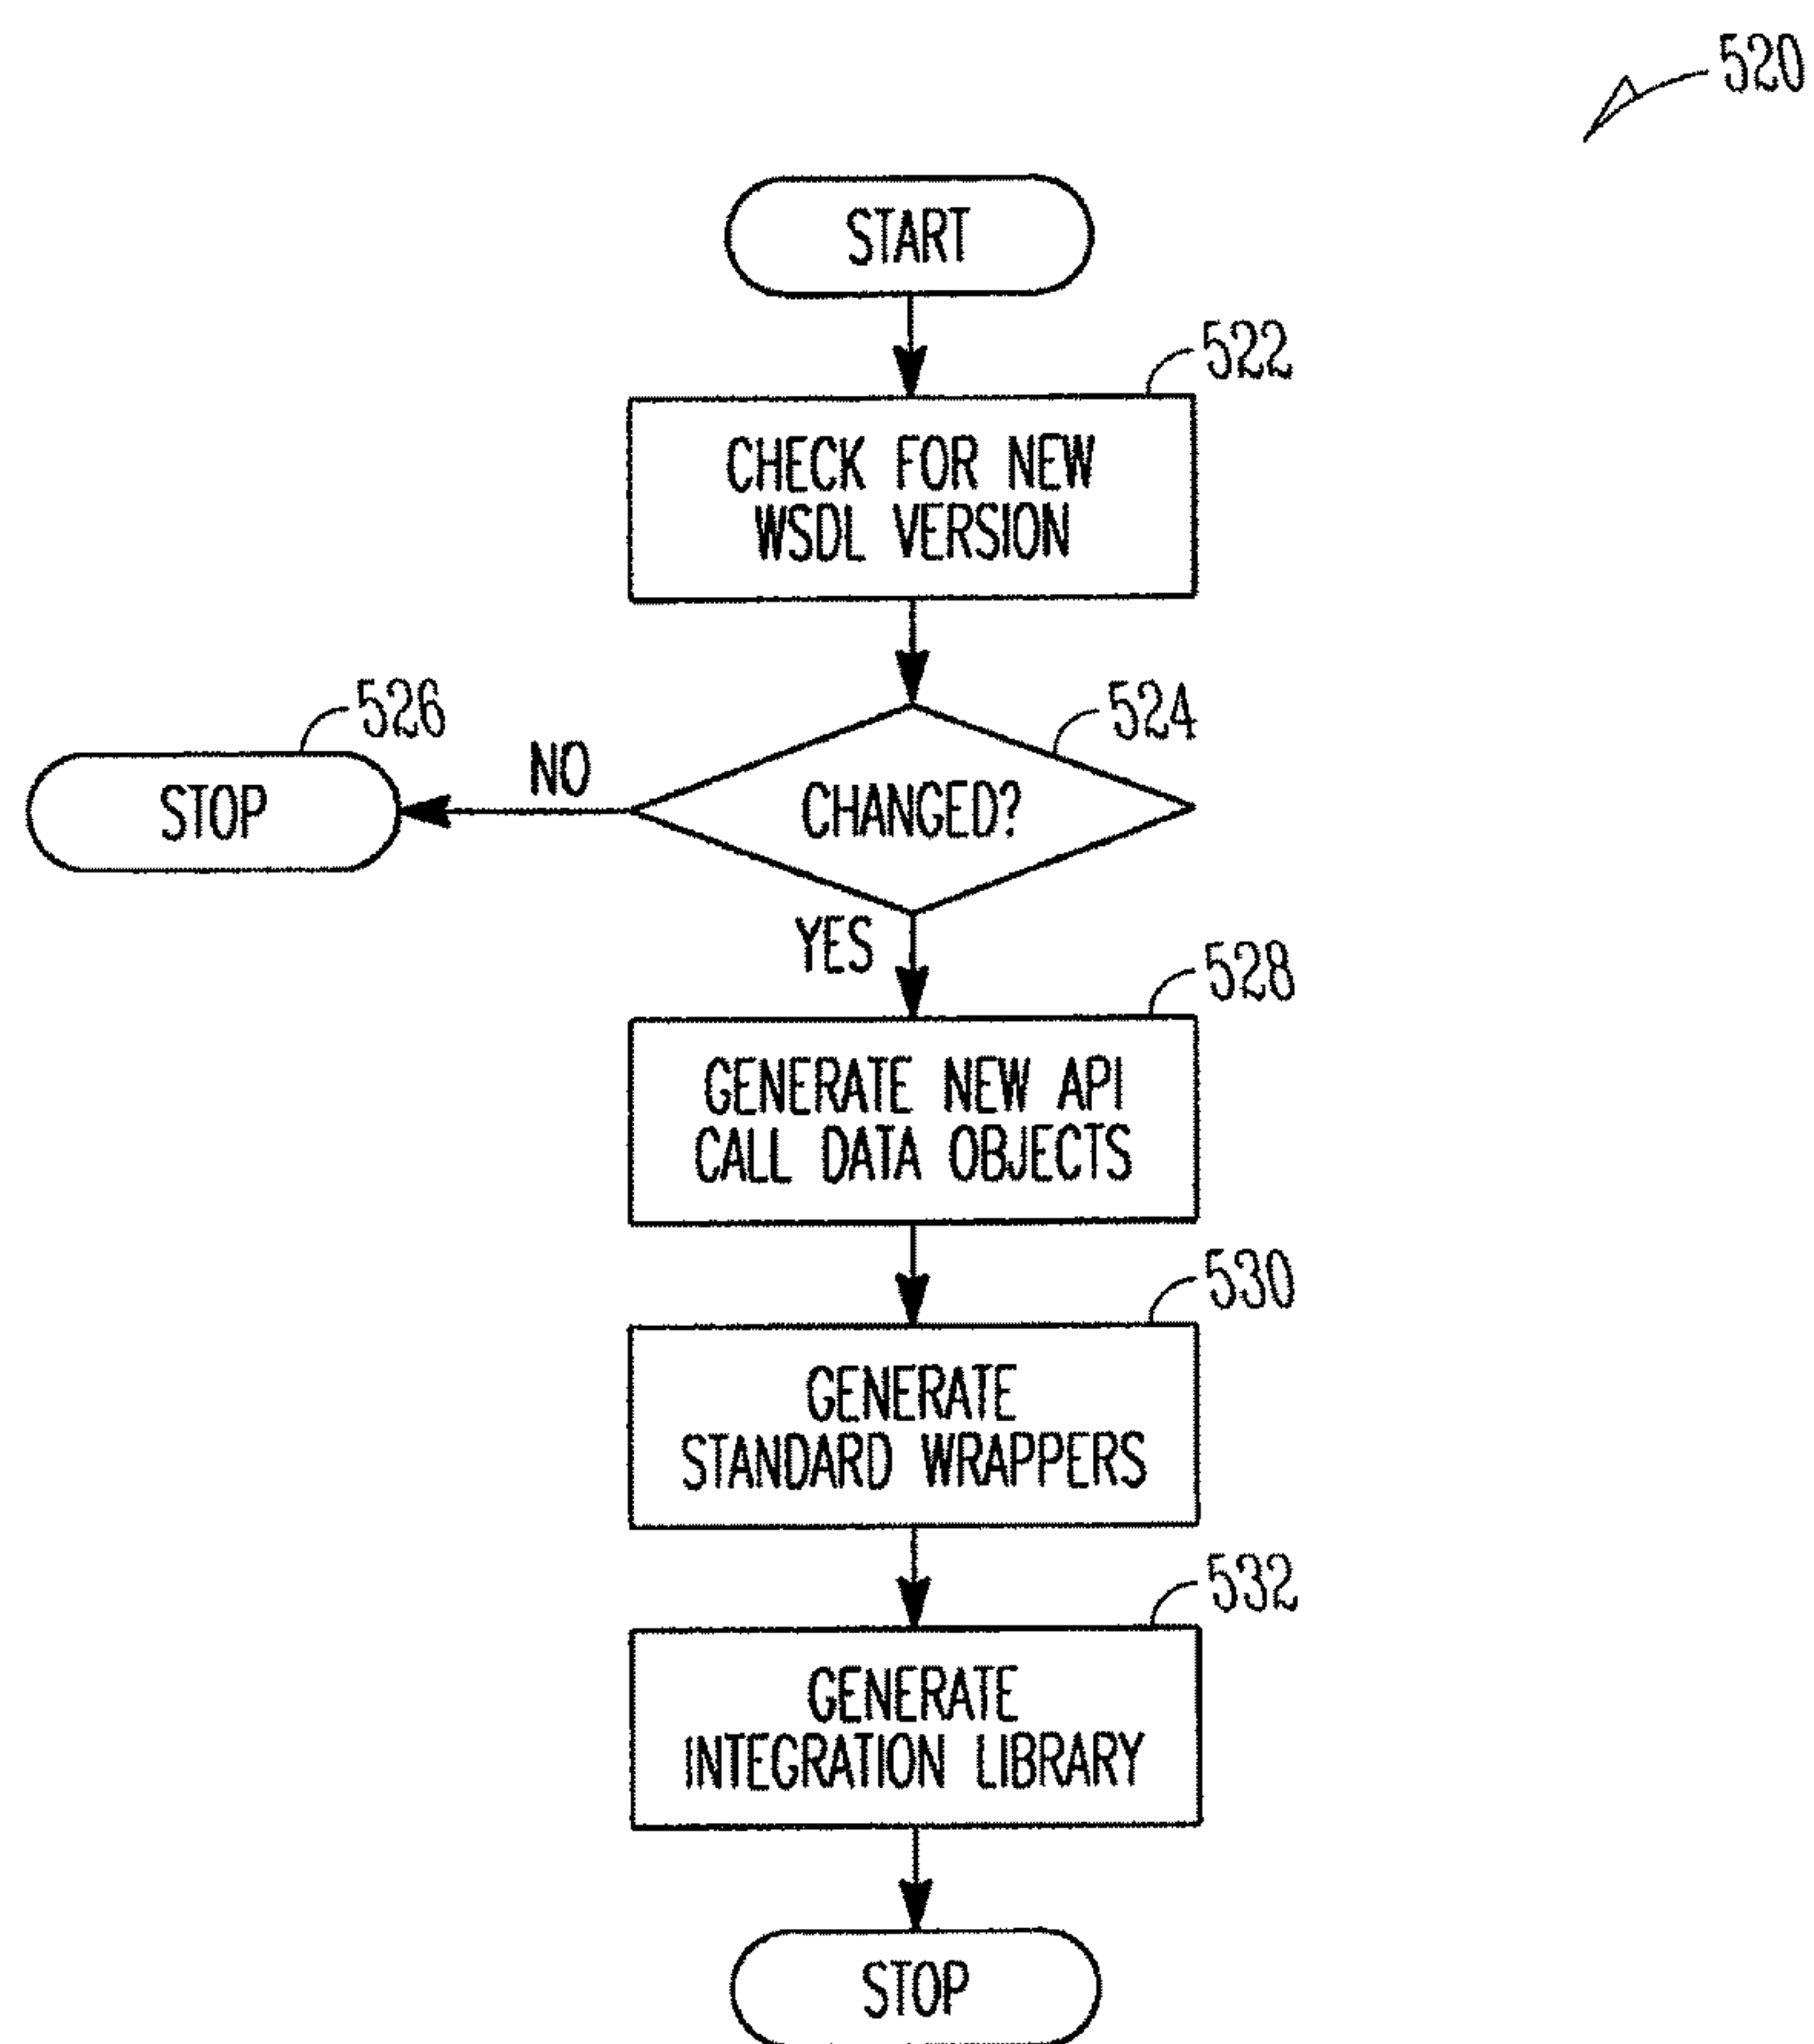 520
START
522
CHECK FOR NEW
WSDL VERSION
526
524
NO
STOP
CHANGED?
YES
528
GENERATE NEW API
CALL DATA OBJECTS
530
GENERATE
STANDARD WRAPPERS
532
GENERATE
INTEGRATION LIBRARY
STOP